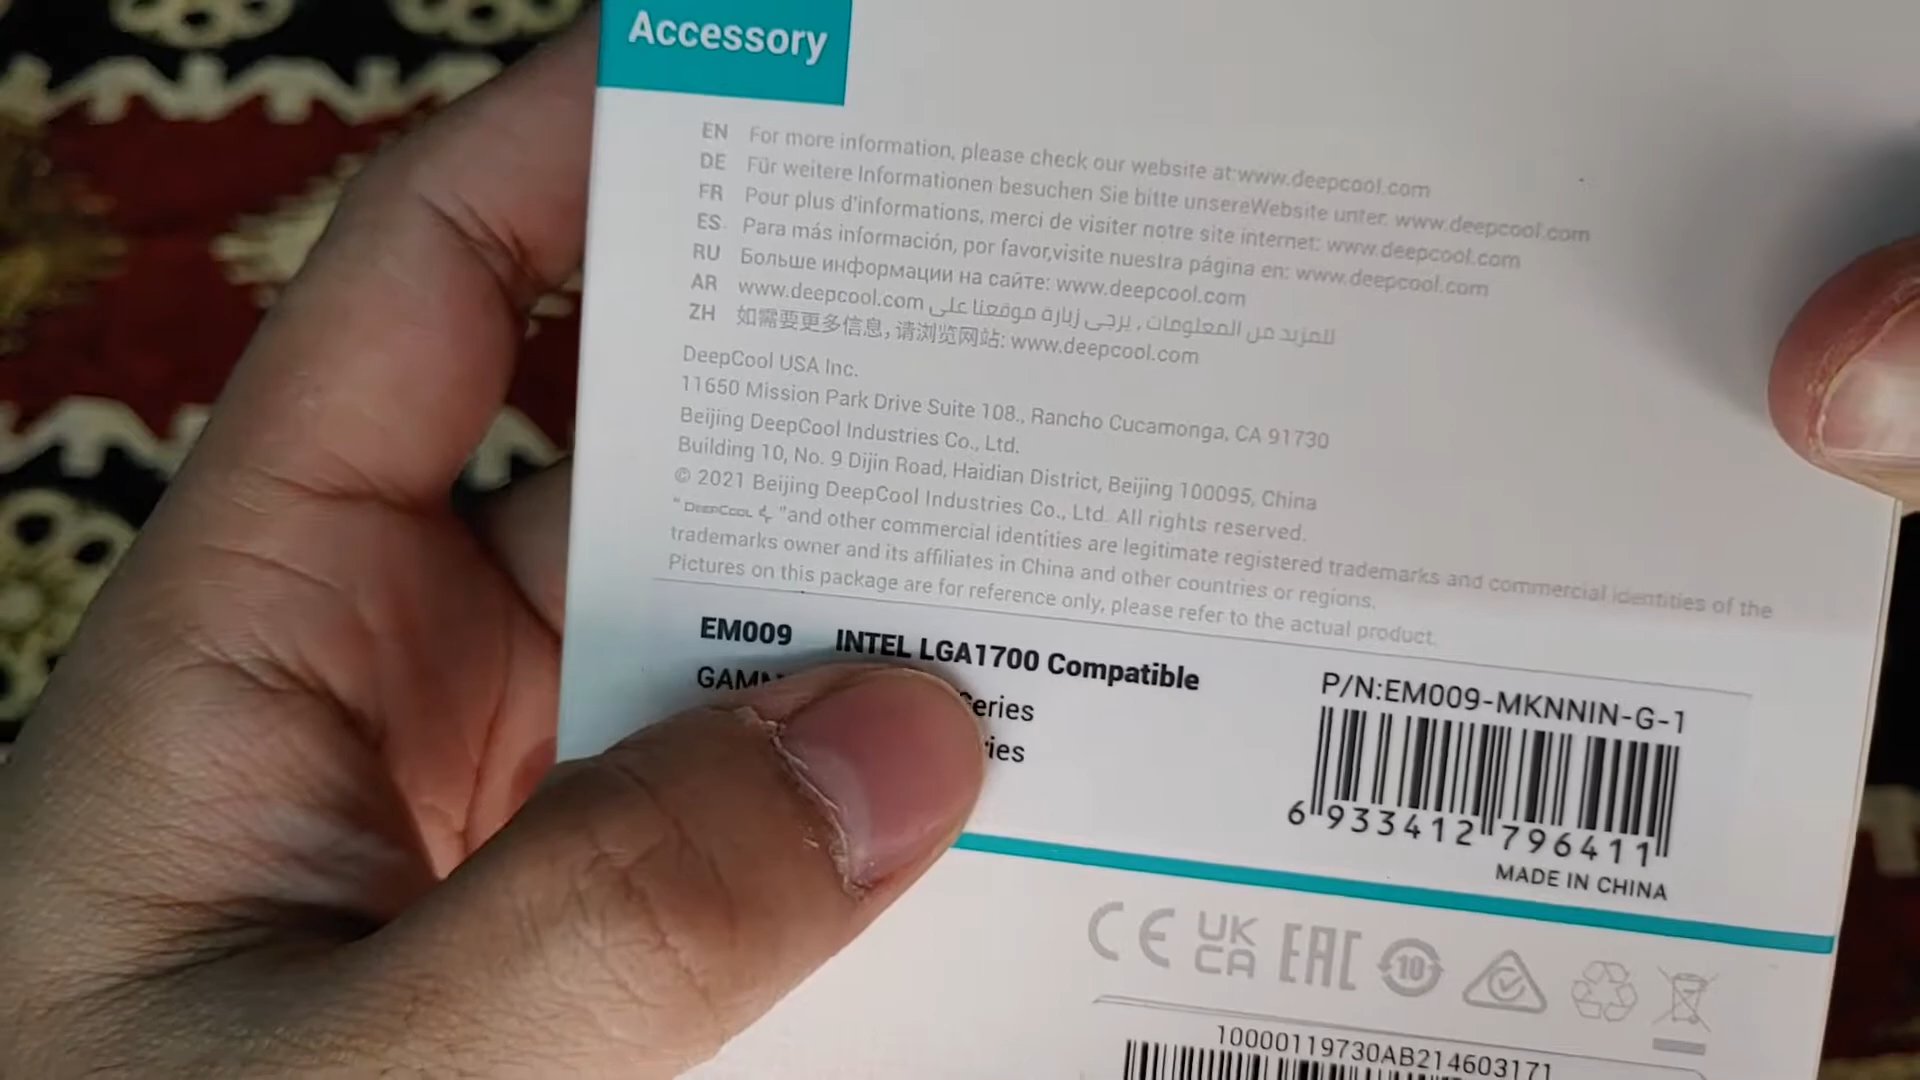 Accessory
EN For more information, please check our website at:www.deepcool.com
DE Für weitere Informationen besuchen Sie bitte unsereWebsite unter: www.deepcool.com
FR Pour plus d'informations, merci de visiter notre site internet: www.deepcool.com
ES Para más información, por favor,visite nuesIra página en: www.deepcool.com
RU Больше информации на сайте: www.deepcool.com
AR للمزيد من المعلومات , يرجى زيارة موقعنا على www.deepcool.com
ZH 如需要更多信息, 请浏览网站: www.deepcool.com
DeepCool USA Inc.
11650 Mission Park Drive Suite 108., Rancho Cucamonga, CA 91730
Beijing DeepCool Industries Co., Ltd.
Building 10, No. 9 Dijin Road, Haidian District, Beijing 100095, China
© 2021 Beijing DeepCool Industries Co., Ltd. All rights reserved.
"DEEPCOOL "and other commercial identities are legitimate registered trademarks and commercial identities of the
trademarks owner and its affiliates in China and other countries or regions.
Pictures on this package are for reference only, please refer to the actual product.
EM009 INTEL LGA1700 Compatible
P/N:EM009-MKNNIN-G-1
6 933412 796411
MADE IN CHINA
CE UK CA EAC 10
10000119730AB214603171